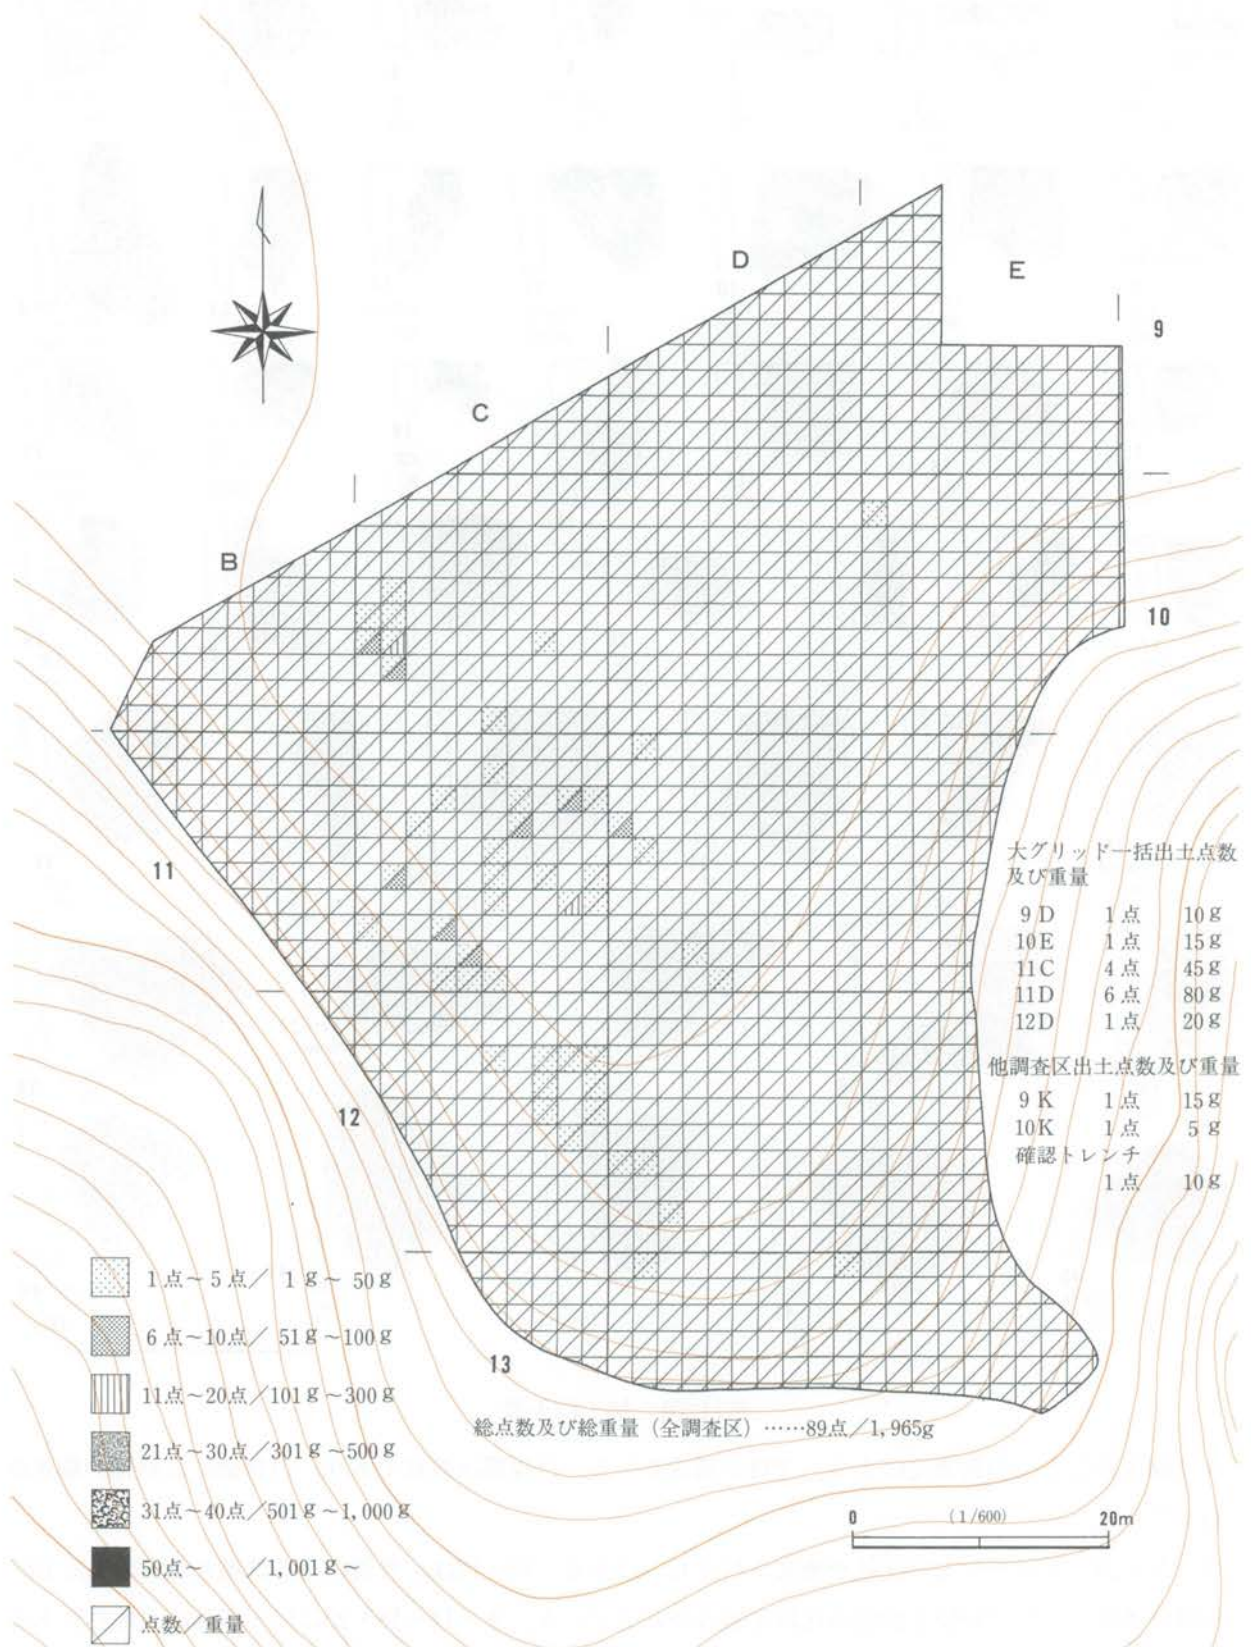 D
E
9
C
B
10
11
大グリッド一括出土点数
及び重量
9D 1点 10g
10E 1点 15g
11C 4点 45g
11D 6点 80g
12D 1点 20g
他調査区出土点数及び重量
9K 1点 15g
10K 1点 5g
確認トレンチ
1点 10g
12
13
1点~5点/ 1g~ 50g
6点~10点/ 51g~100g
11点~20点/101g~300g
21点~30点/301g~500g
31点~40点/501g~1,000g
50点~ /1,001g~
点数/重量
総点数及び総重量(全調査区)……89点/1,965g
0 (1/600) 20m